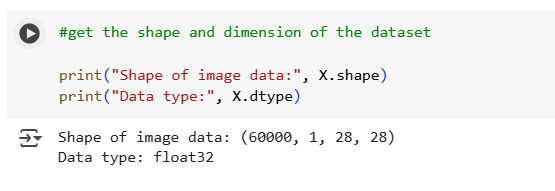 #get the shape and dimension of the dataset
print("Shape of image data:", X.shape)
print("Data type:", X.dtype)
Shape of image data: (60000, 1, 28, 28)
Data type: float32